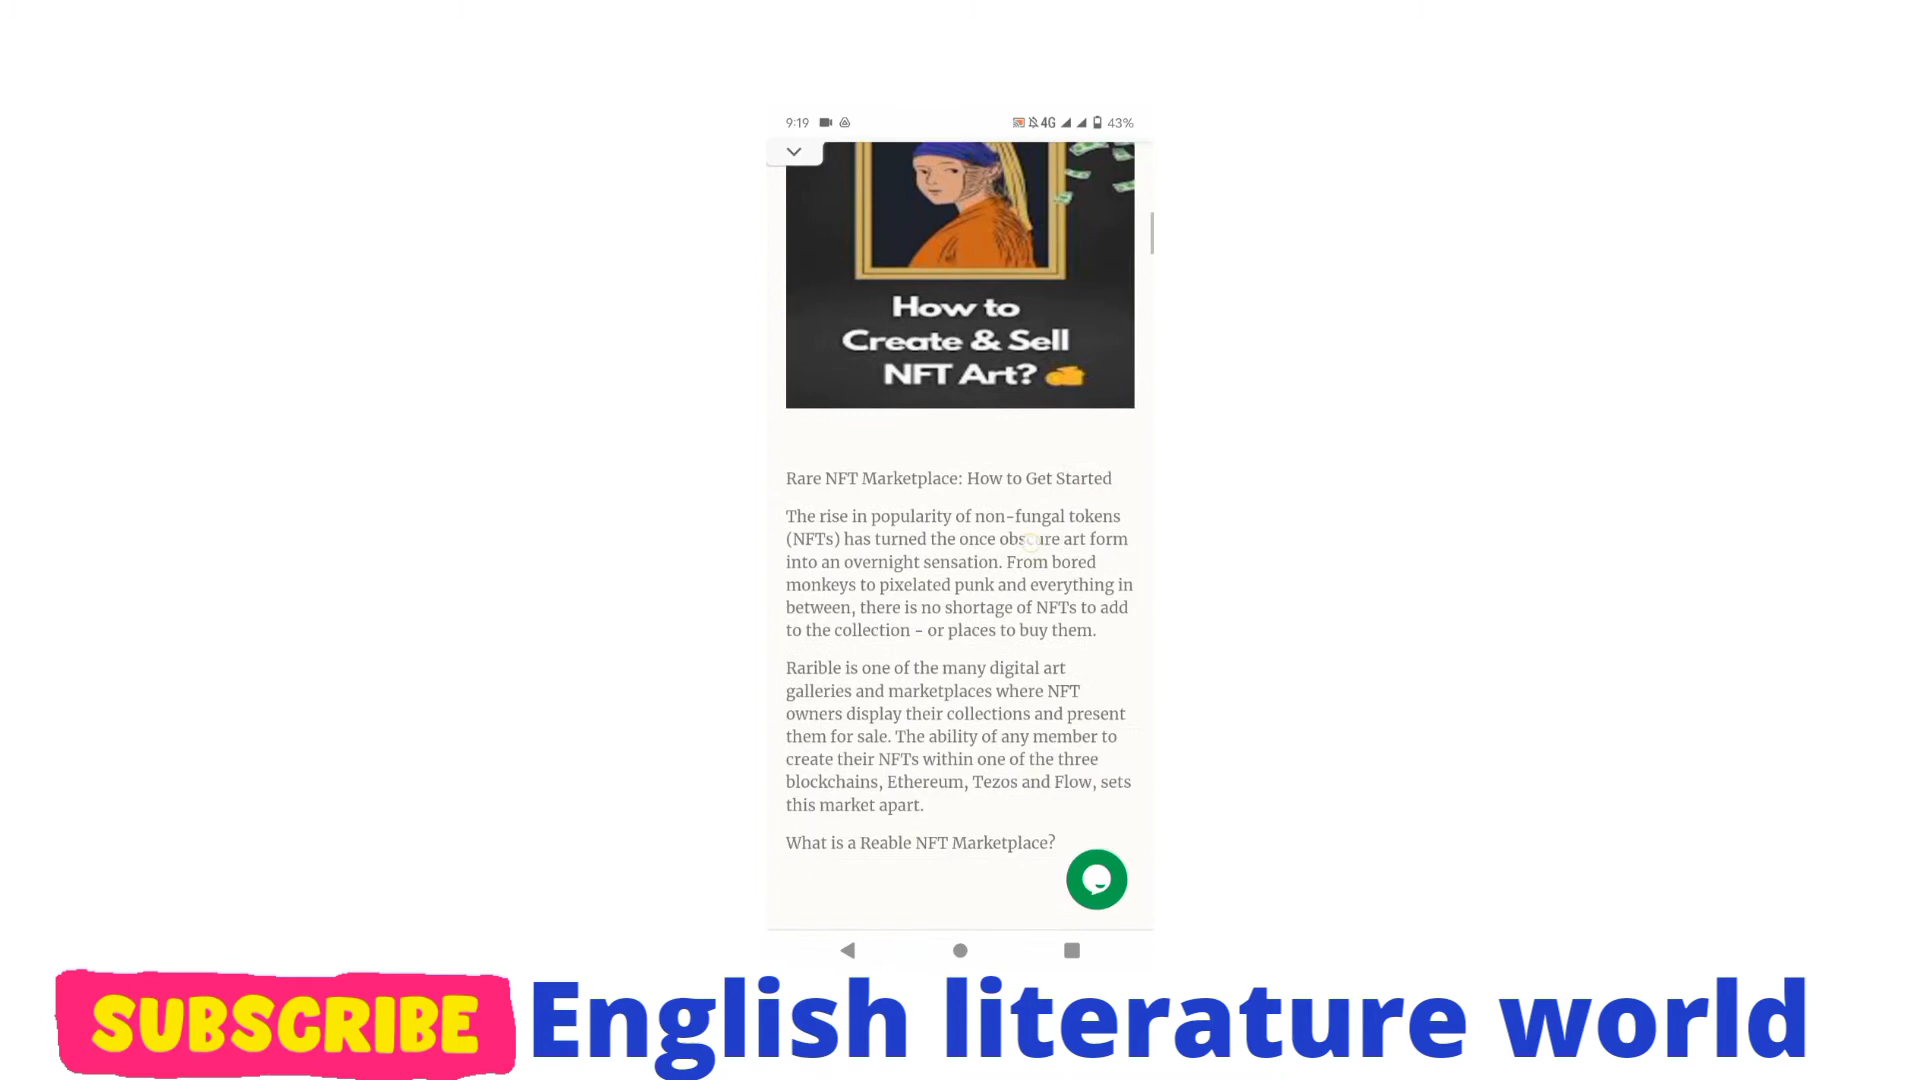 9:19
4G
43%
How to
Create & Sell
NFT Art?
Rare NFT Marketplace: How to Get Started
The rise in popularity of non-fungal tokens
(NFTs) has turned the once obscure art form
into an overnight sensation. From bored
monkeys to pixelated punk and everything in
between, there is no shortage of NFTs to add
to the collection - or places to buy them.
Rarible is one of the many digital art
galleries and marketplaces where NFT
owners display their collections and present
them for sale. The ability of any member to
create their NFTs within one of the three
blockchains, Ethereum, Tezos and Flow, sets
this market apart.
What is a Reable NFT Marketplace?
SUBSCRIBE English literature world